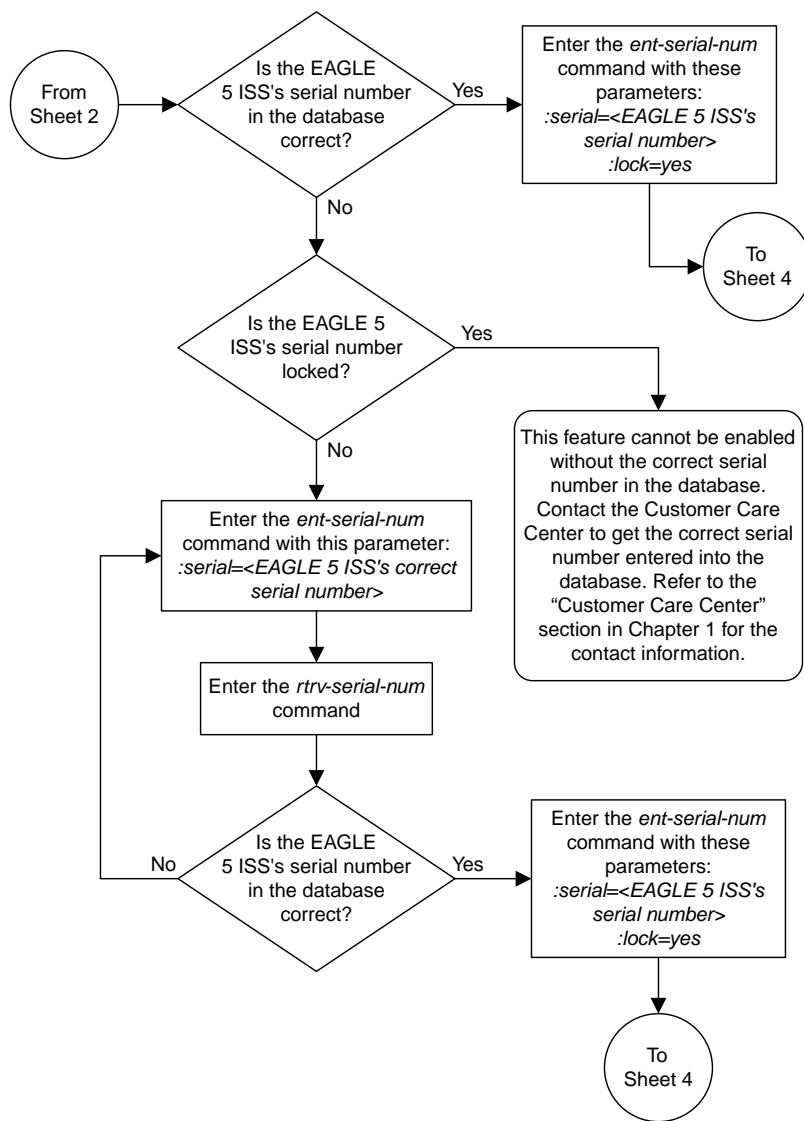 From
Sheet 2
Is the EAGLE
5 ISS's serial number
in the database
correct?
Yes
Enter the ent-serial-num
command with these
parameters:
:serial=<EAGLE 5 ISS's
serial number>
:lock=yes
No
To
Sheet 4
Is the EAGLE 5
ISS's serial number
locked?
Yes
This feature cannot be enabled
without the correct serial
number in the database.
Contact the Customer Care
Center to get the correct serial
number entered into the
database. Refer to the
“Customer Care Center”
section in Chapter 1 for the
contact information.
No
Enter the ent-serial-num
command with this parameter:
:serial=<EAGLE 5 ISS's correct
serial number>
Enter the rtrv-serial-num
command
Is the EAGLE
5 ISS's serial number
in the database
correct?
No
Yes
Enter the ent-serial-num
command with these
parameters:
:serial=<EAGLE 5 ISS's
serial number>
:lock=yes
To
Sheet 4